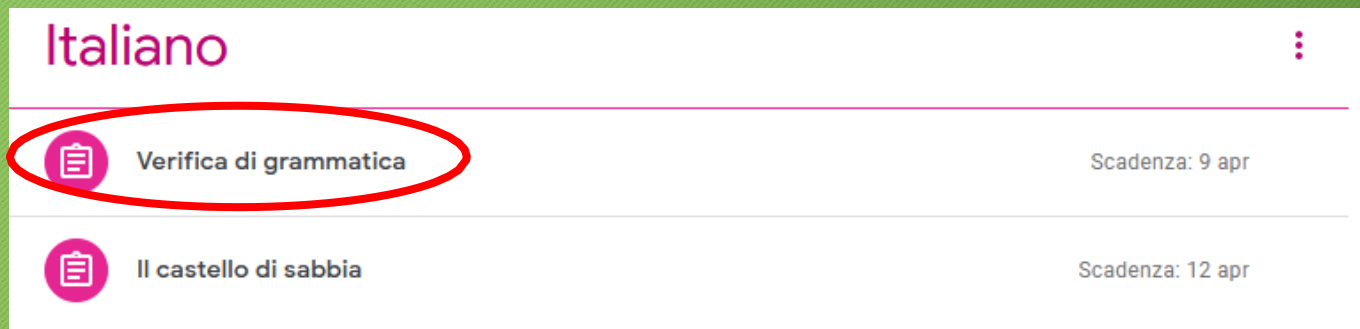 Italiano
Verifica di grammatica
Scadenza: 9 apr
Il castello di sabbia
Scadenza: 12 apr